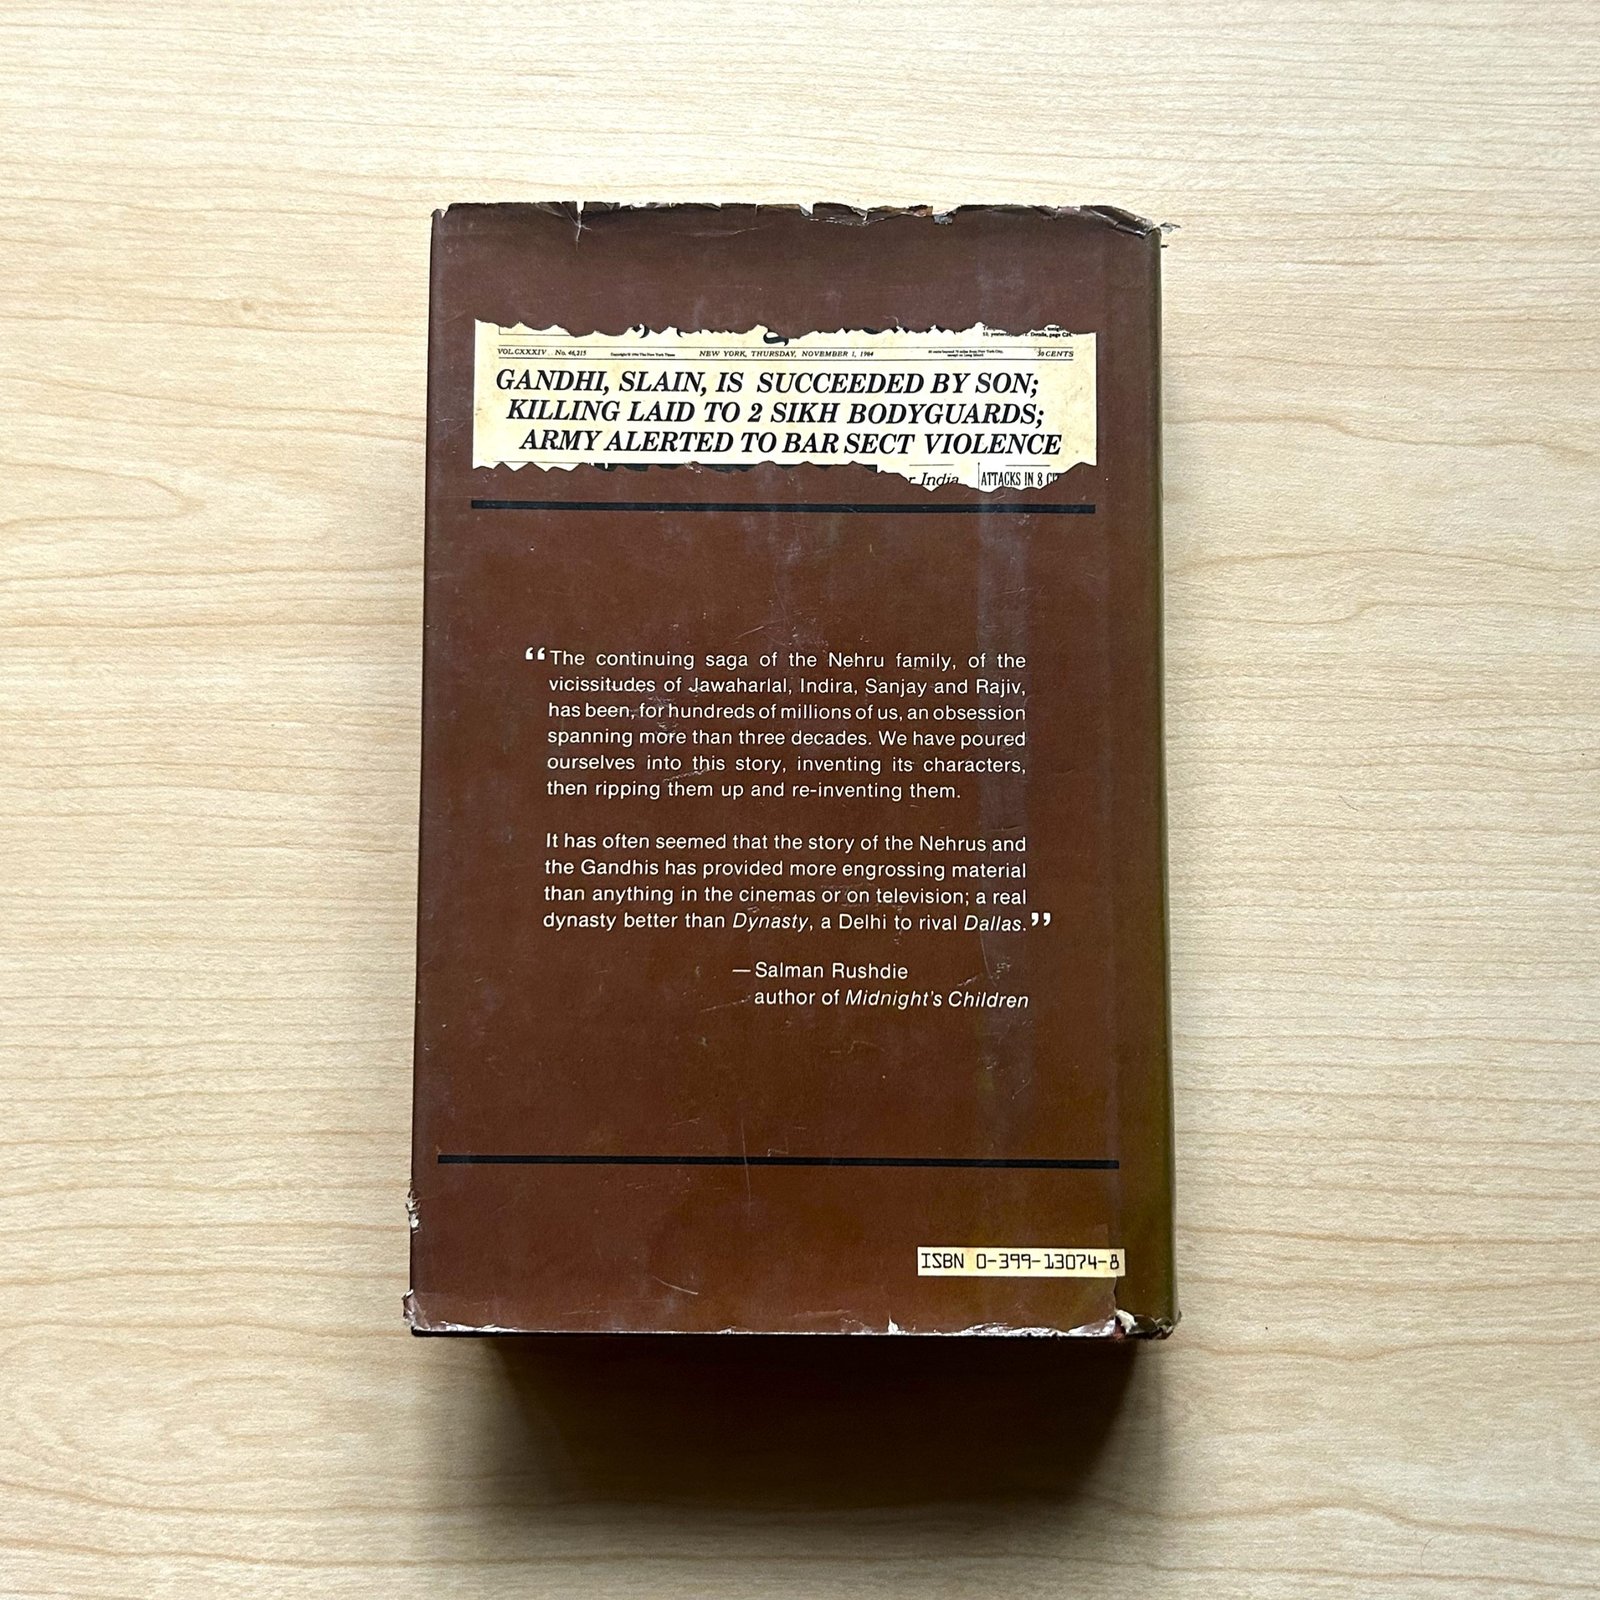 VOL.CXXXIV No. 46,215 Copyright © 1984 The New York Times NEW YORK, THURSDAY, NOVEMBER 1, 1984 30 CENTS
GANDHI, SLAIN, IS SUCCEEDED BY SON;
KILLING LAID TO 2 SIKH BODYGUARDS;
ARMY ALERTED TO BAR SECT VIOLENCE
India ATTACKS IN 8
“The continuing saga of the Nehru family, of the
vicissitudes of Jawaharlal, Indira, Sanjay and Rajiv,
has been, for hundreds of millions of us, an obsession
spanning more than three decades. We have poured
ourselves into this story, inventing its characters,
then ripping them up and re-inventing them.
It has often seemed that the story of the Nehrus and
the Gandhis has provided more engrossing material
than anything in the cinemas or on television; a real
dynasty better than Dynasty, a Delhi to rival Dallas.”
—Salman Rushdie
author of Midnight's Children
ISBN 0-399-13074-8